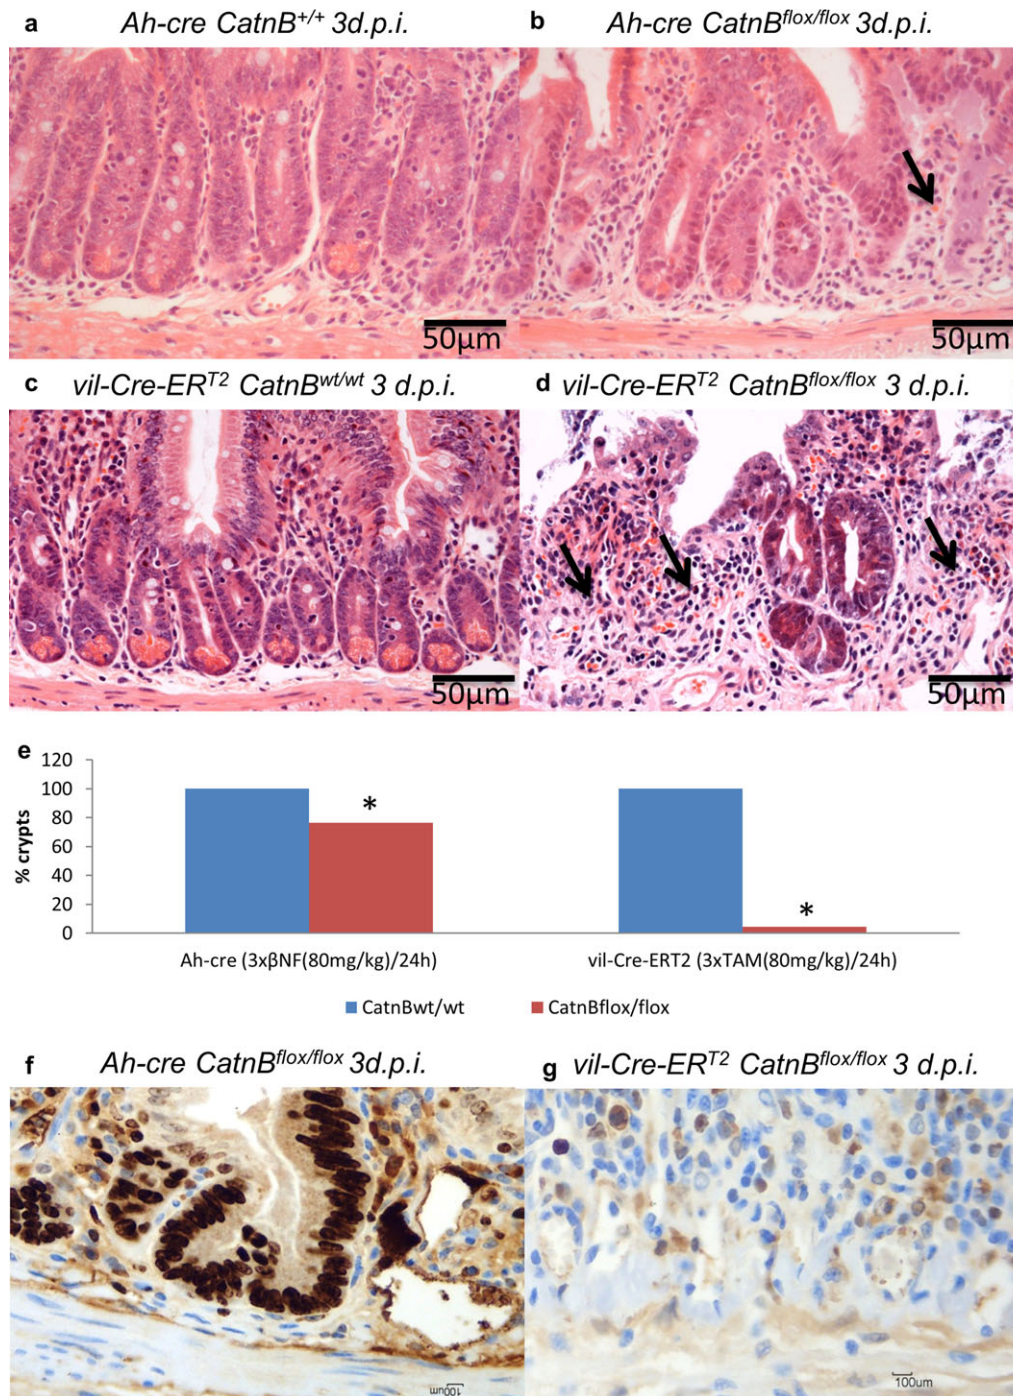 a Ah-cre CatnB+/+ 3d.p.i.
b Ah-cre CatnBflox/flox 3d.p.i.
50µm
50µm
c vil-Cre-ERT2 CatnBwt/wt 3 d.p.i.
d vil-Cre-ERT2 CatnBflox/flox 3 d.p.i.
50µm
50µm
e
120
100
80
60
40
20
0
% crypts
*
*
Ah-cre (3xβNF(80mg/kg)/24h)
vil-Cre-ERT2 (3xTAM(80mg/kg)/24h)
CatnBwt/wt
CatnBflox/flox
f Ah-cre CatnBflox/flox 3d.p.i.
g vil-Cre-ERT2 CatnBflox/flox 3 d.p.i.
100um
100um